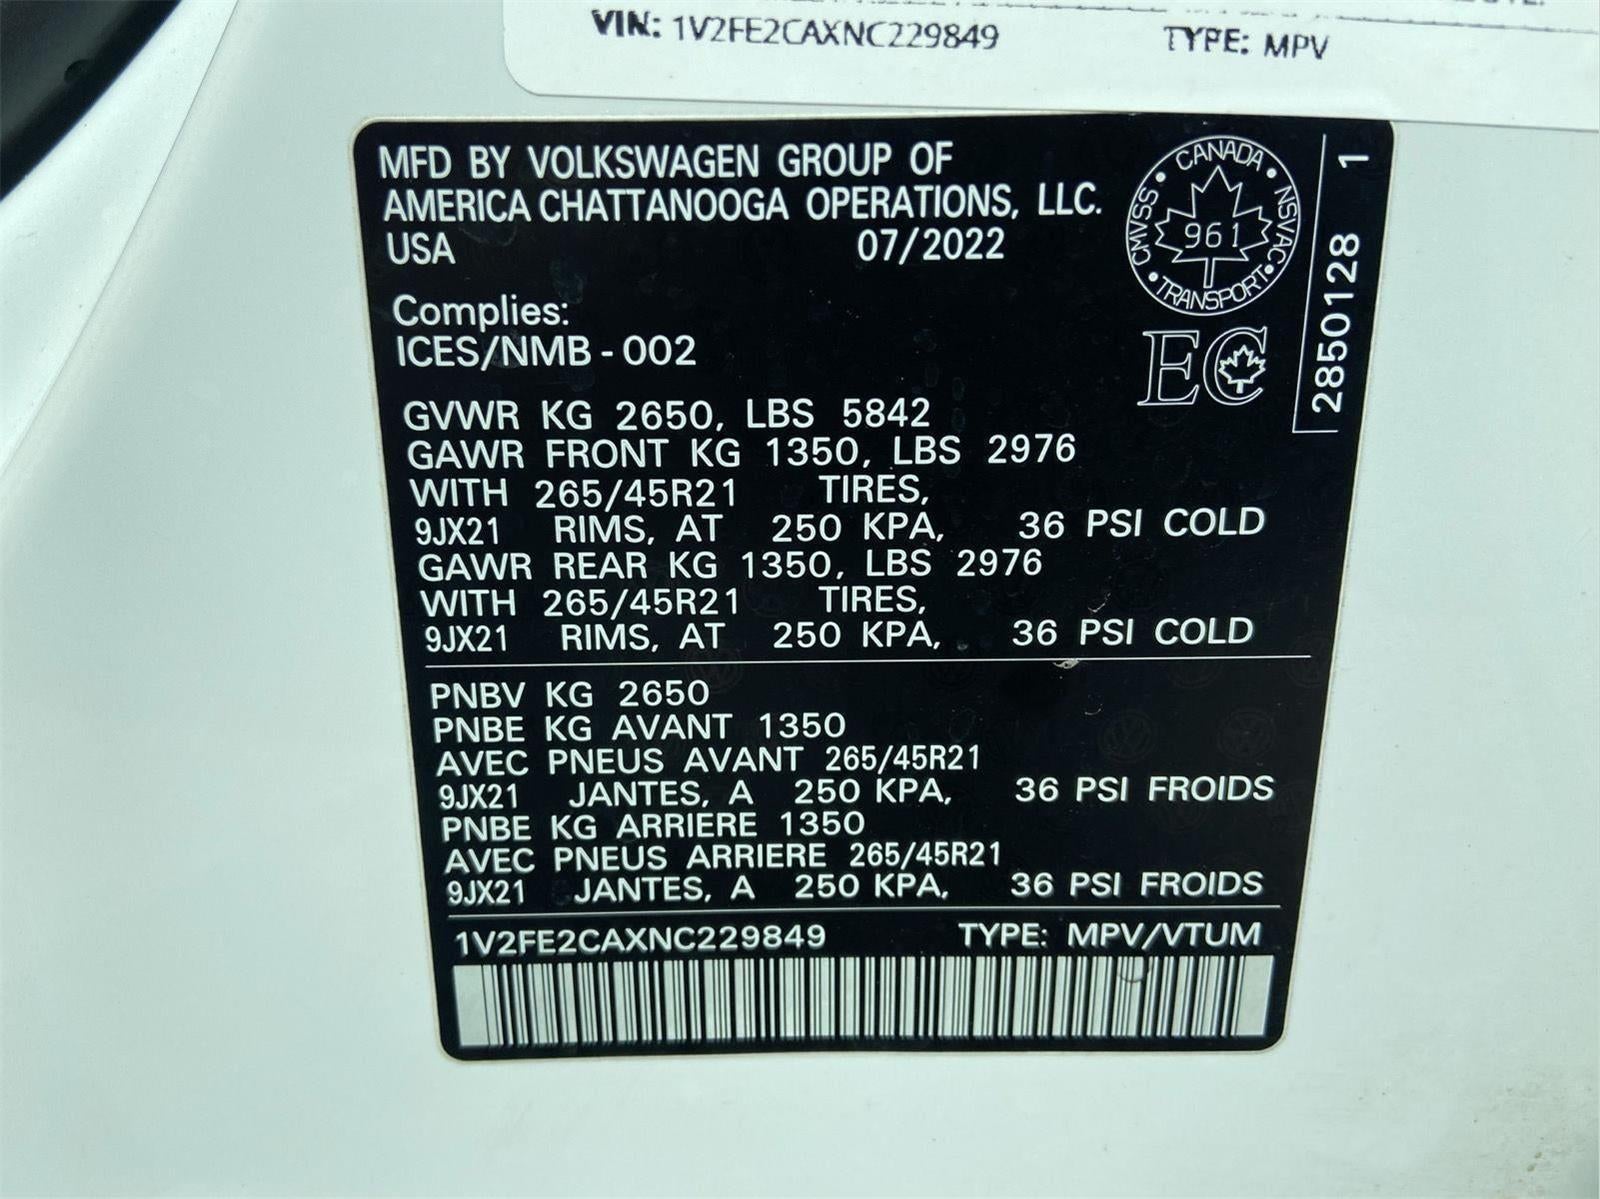 VIN: 1V2FE2CAXNC229849 TYPE: MPV
MFD BY VOLKSWAGEN GROUP OF
AMERICA CHATTANOOGA OPERATIONS, LLC.
USA 07/2022
CANADA
CMVSS 961 NSVAC
TRANSPORT
2850128 1
Complies:
ICES/NMB-002
EC
GVWR KG 2650, LBS 5842
GAWR FRONT KG 1350, LBS 2976
WITH 265/45R21 TIRES,
9JX21 RIMS, AT 250 KPA, 36 PSI COLD
GAWR REAR KG 1350, LBS 2976
WITH 265/45R21 TIRES,
9JX21 RIMS, AT 250 KPA, 36 PSI COLD
PNBV KG 2650
PNBE KG AVANT 1350
AVEC PNEUS AVANT 265/45R21
9JX21 JANTES, A 250 KPA, 36 PSI FROIDS
PNBE KG ARRIERE 1350
AVEC PNEUS ARRIERE 265/45R21
9JX21 JANTES, A 250 KPA, 36 PSI FROIDS
1V2FE2CAXNC229849 TYPE: MPV/VTUM